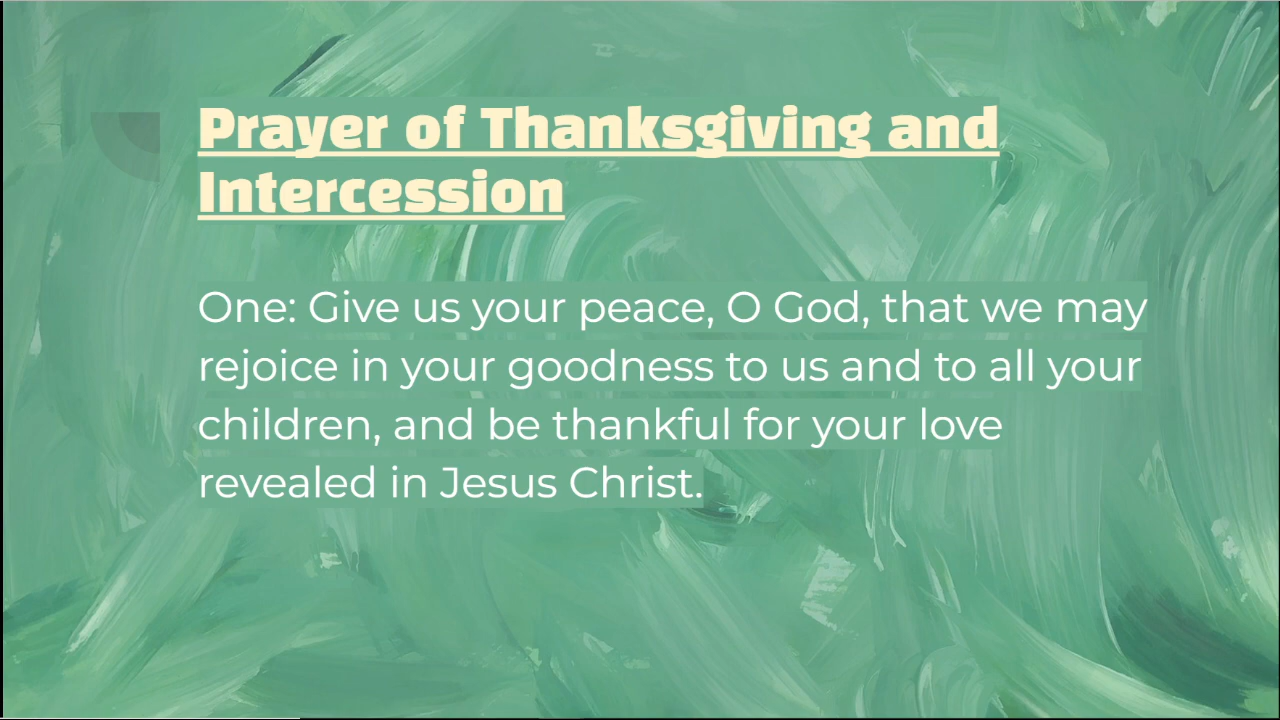 Prayer of Thanksgiving and
Intercession
One: Give us your peace, O God, that we may
rejoice in your goodness to us and to all your
children, and be thankful for your love
revealed in Jesus Christ.